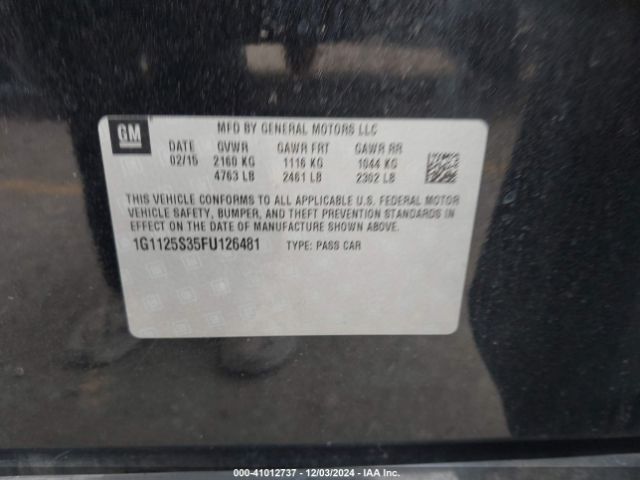 GM
MFD BY GENERAL MOTORS LLC
DATE GVWR GAWR FRT GAWR RR
02/15 2160 KG 1116 KG 1044 KG
4763 LB 2461 LB 2302 LB
THIS VEHICLE CONFORMS TO ALL APPLICABLE U.S. FEDERAL MOTOR
VEHICLE SAFETY, BUMPER, AND THEFT PREVENTION STANDARDS IN
EFFECT ON THE DATE OF MANUFACTURE SHOWN ABOVE.
1G1125S35FU126481 TYPE: PASS CAR
000-41012737 - 12/03/2024 - IAA Inc.